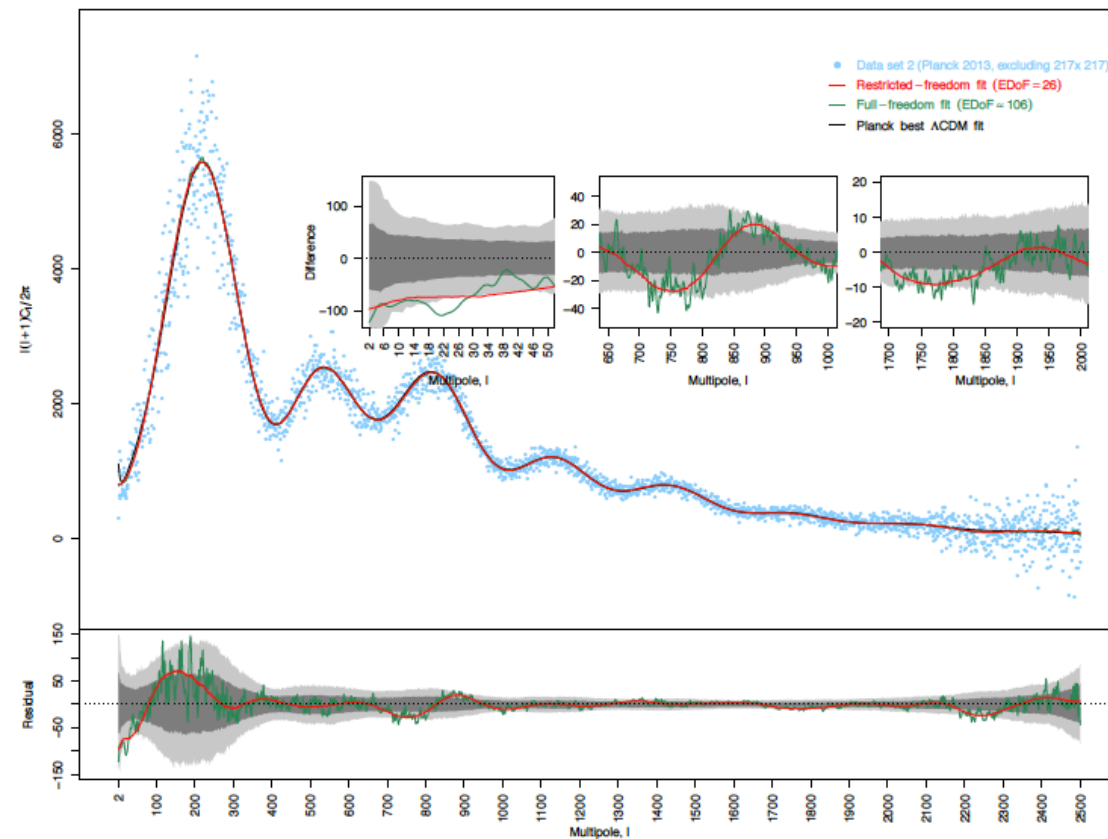 Data set 2 (Planck 2013, excluding 217x 217)
Restricted−freedom fit (EDoF = 26)
Full−freedom fit (EDoF = 106)
Planck best ΛCDM fit
l(l+1)Cl/2π
6000
4000
2000
0
Difference
100
50
0
−50
−100
2 6 10 14 18 22 26 30 34 38 42 46 50
Multipole, l
40
20
0
−20
−40
650 700 750 800 850 900 950 1000
Multipole, l
20
10
0
−10
−20
1700 1750 1800 1850 1900 1950 2000
Multipole, l
Residual
150
50
0
−50
−150
2 100 200 300 400 500 600 700 800 900 1000 1100 1200 1300 1400 1500 1600 1700 1800 1900 2000 2100 2200 2300 2400 2500
Multipole, l